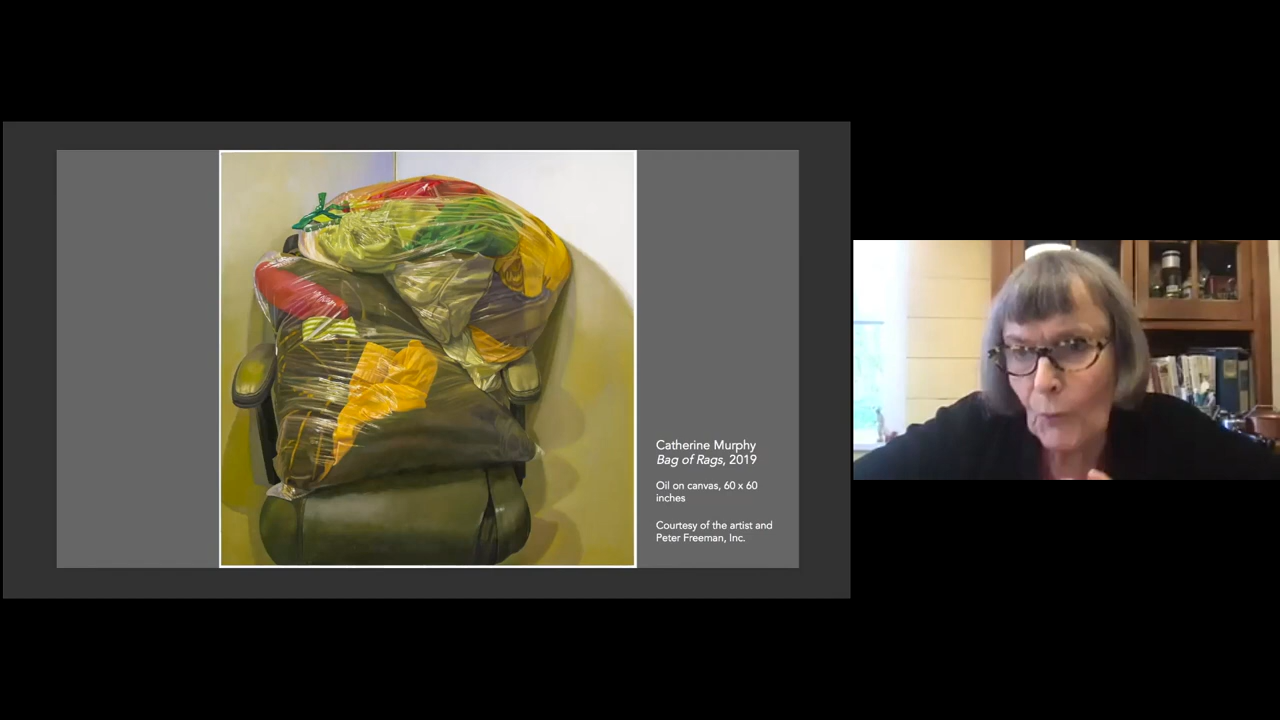 Catherine Murphy
Bag of Rags, 2019
Oil on canvas, 60 x 60
inches
Courtesy of the artist and
Peter Freeman, Inc.